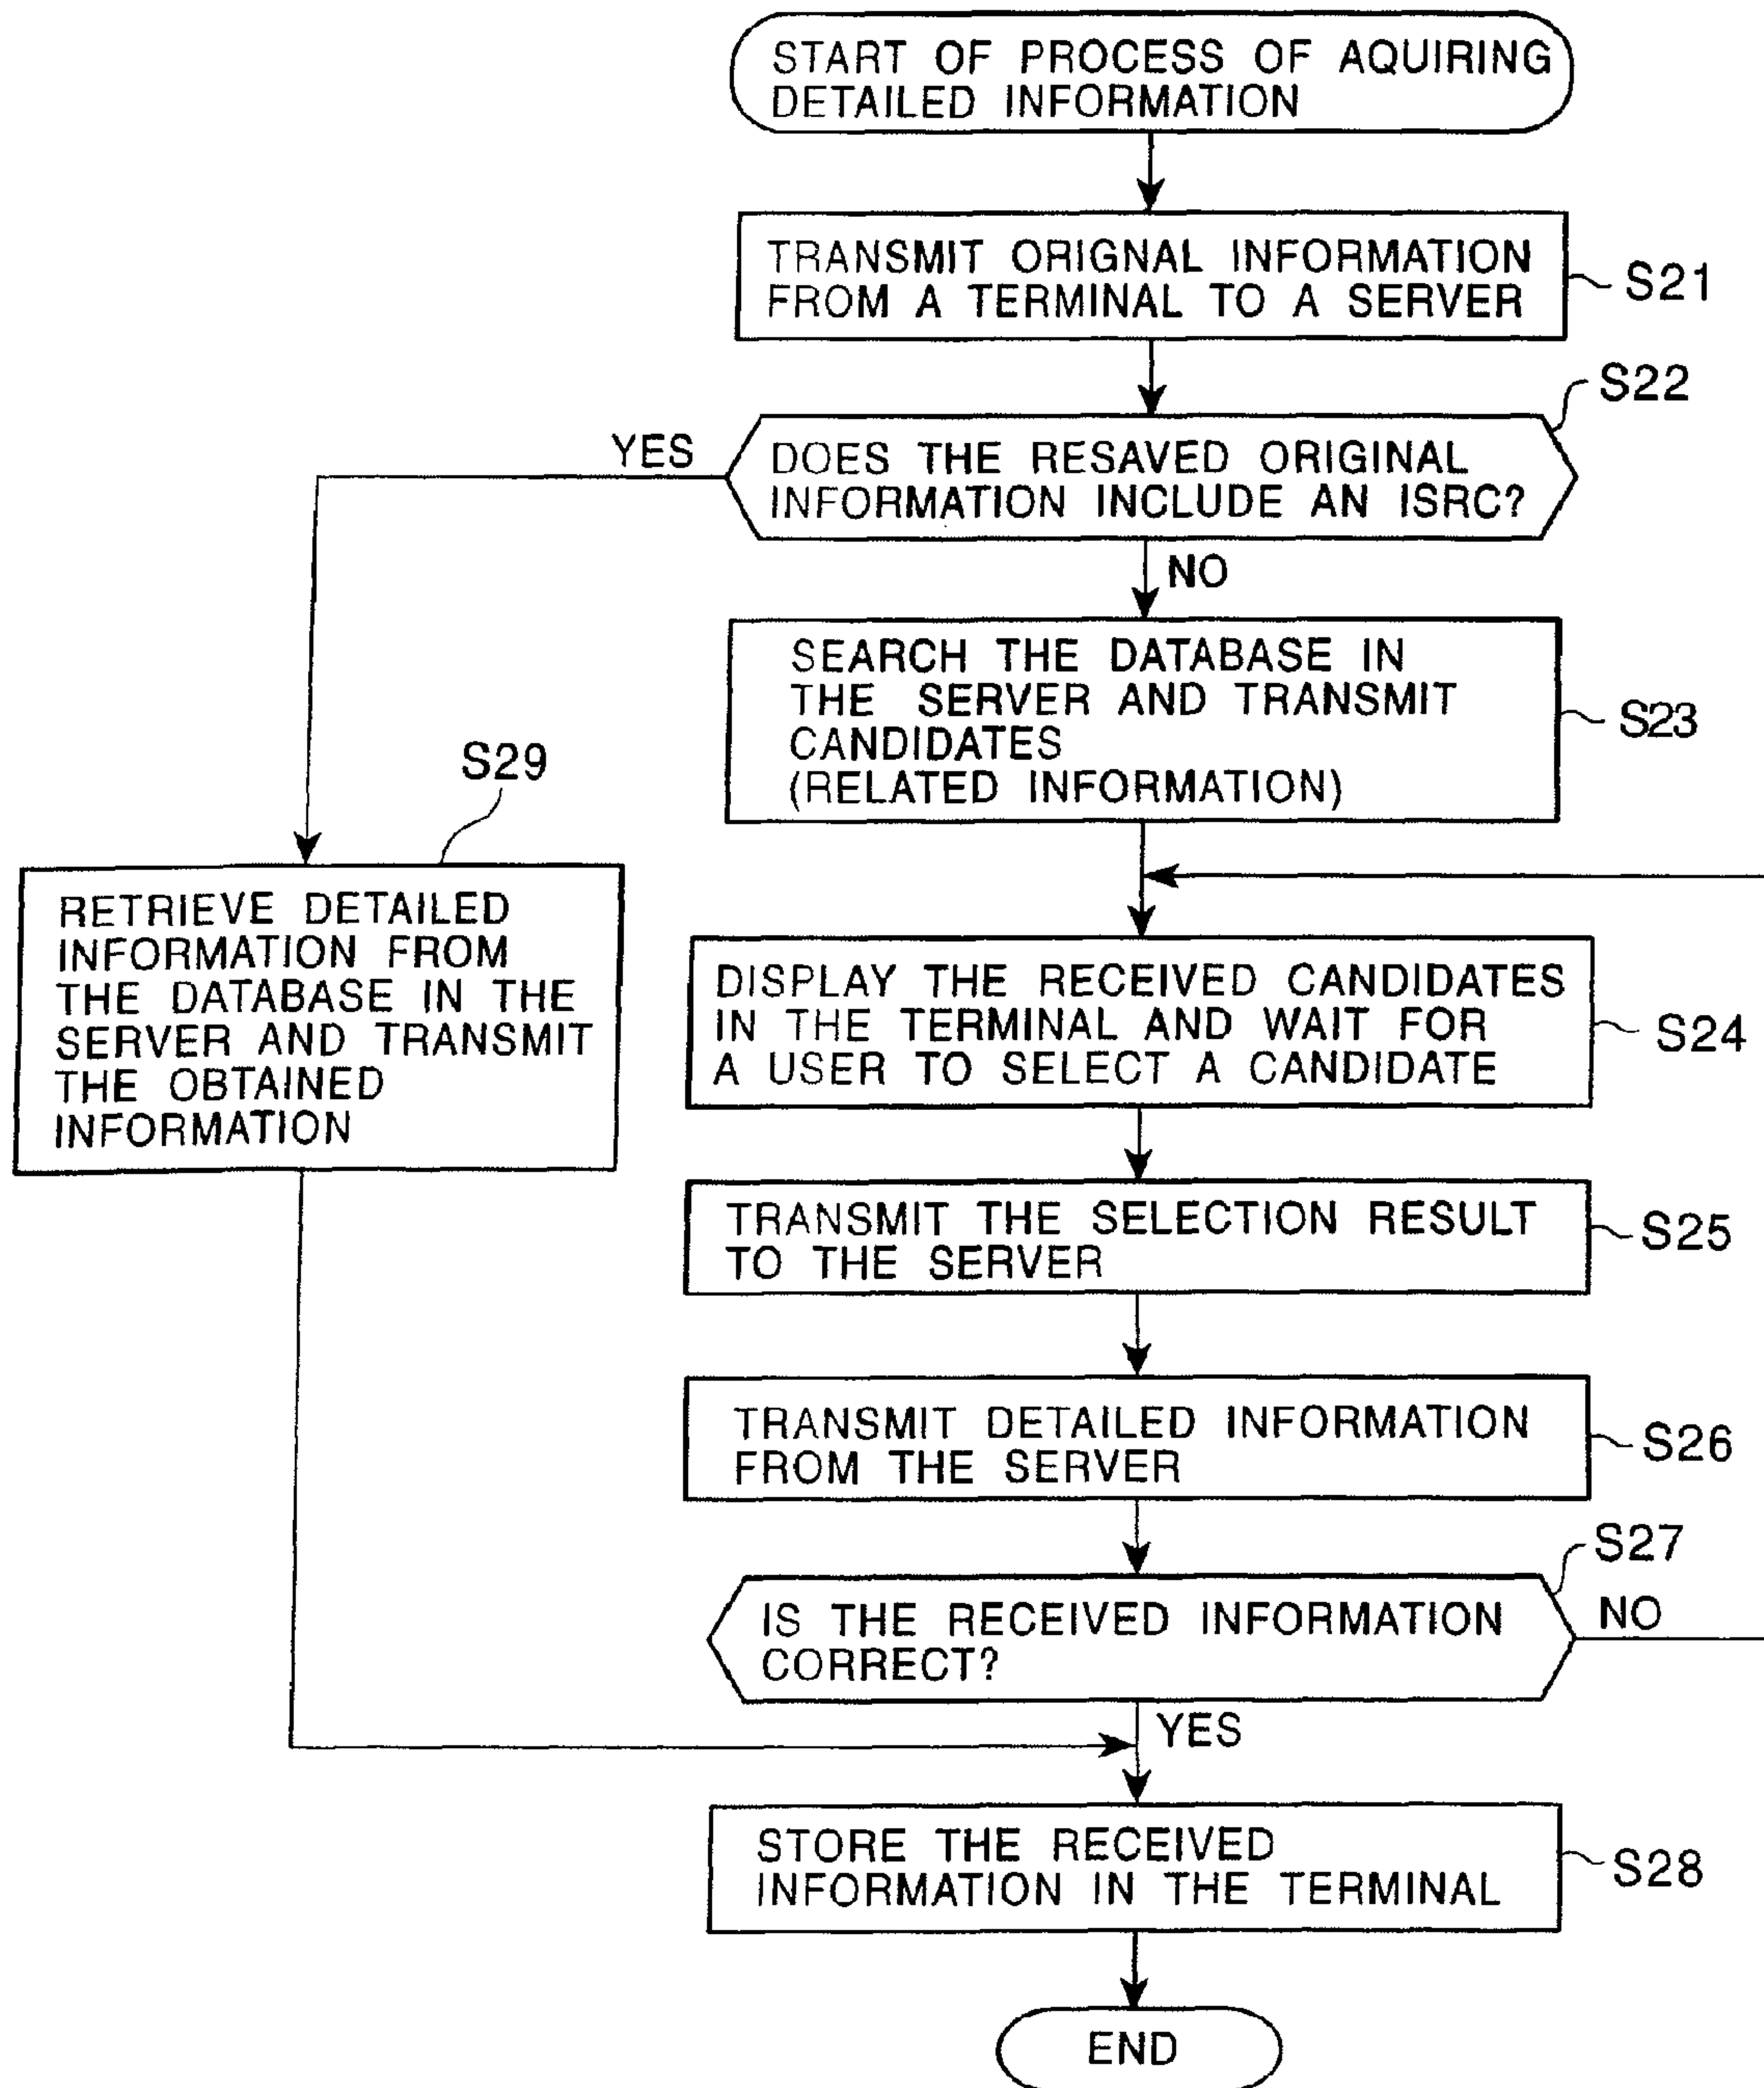 START OF PROCESS OF AQUIRING
DETAILED INFORMATION
TRANSMIT ORIGNAL INFORMATION
FROM A TERMINAL TO A SERVER
S21
S22
YES
DOES THE RESAVED ORIGINAL
INFORMATION INCLUDE AN ISRC?
NO
SEARCH THE DATABASE IN
THE SERVER AND TRANSMIT
CANDIDATES
(RELATED INFORMATION)
S23
S29
RETRIEVE DETAILED
INFORMATION FROM
THE DATABASE IN THE
SERVER AND TRANSMIT
THE OBTAINED
INFORMATION
DISPLAY THE RECEIVED CANDIDATES
IN THE TERMINAL AND WAIT FOR
A USER TO SELECT A CANDIDATE
S24
TRANSMIT THE SELECTION RESULT
TO THE SERVER
S25
TRANSMIT DETAILED INFORMATION
FROM THE SERVER
S26
S27
IS THE RECEIVED INFORMATION
CORRECT?
NO
YES
STORE THE RECEIVED
INFORMATION IN THE TERMINAL
S28
END